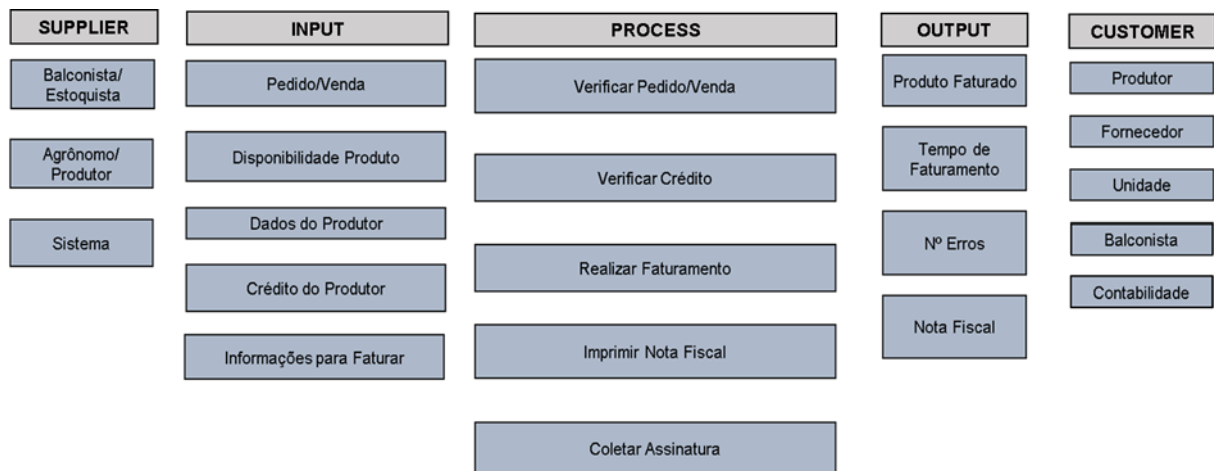 SUPPLIER
Balconista/
Estoquista
Agrônomo/
Produtor
Sistema
INPUT
Pedido/Venda
Disponibilidade Produto
Dados do Produtor
Crédito do Produtor
Informações para Faturar
PROCESS
Verificar Pedido/Venda
Verificar Crédito
Realizar Faturamento
Imprimir Nota Fiscal
Coletar Assinatura
OUTPUT
Produto Faturado
Tempo de
Faturamento
Nº Erros
Nota Fiscal
CUSTOMER
Produtor
Fornecedor
Unidade
Balconista
Contabilidade